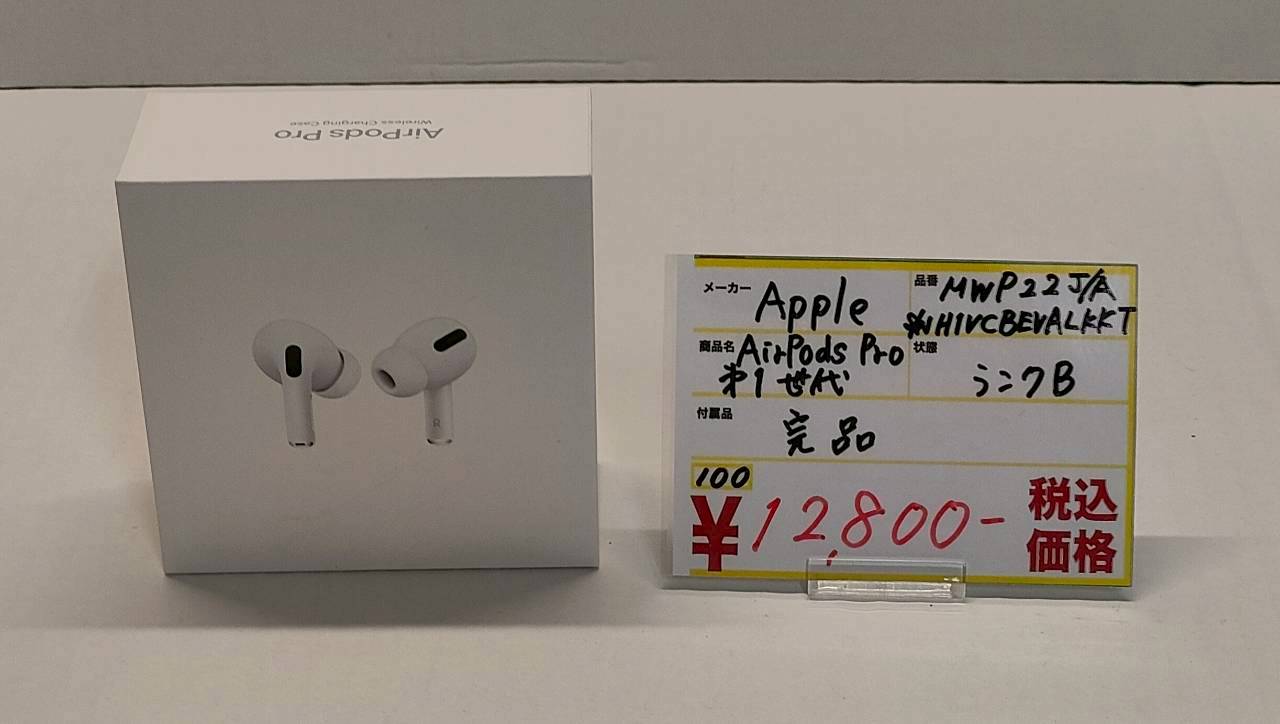 AirPods Pro
Wireless Charging Case
R
メーカー Apple
品番 MWP22J/A
H1VCBEVALKKT
商品名 AirPods Pro
第1世代
状態 ランクB
付属品 完品
100
¥12,800-
税込
価格